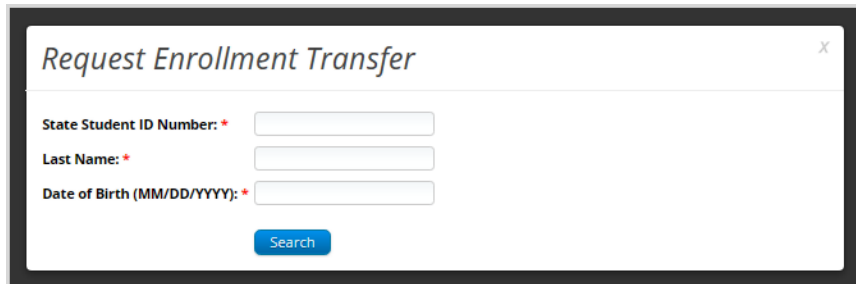 Request Enrollment Transfer
x
State Student ID Number: *
Last Name: *
Date of Birth (MM/DD/YYYY): *
Search